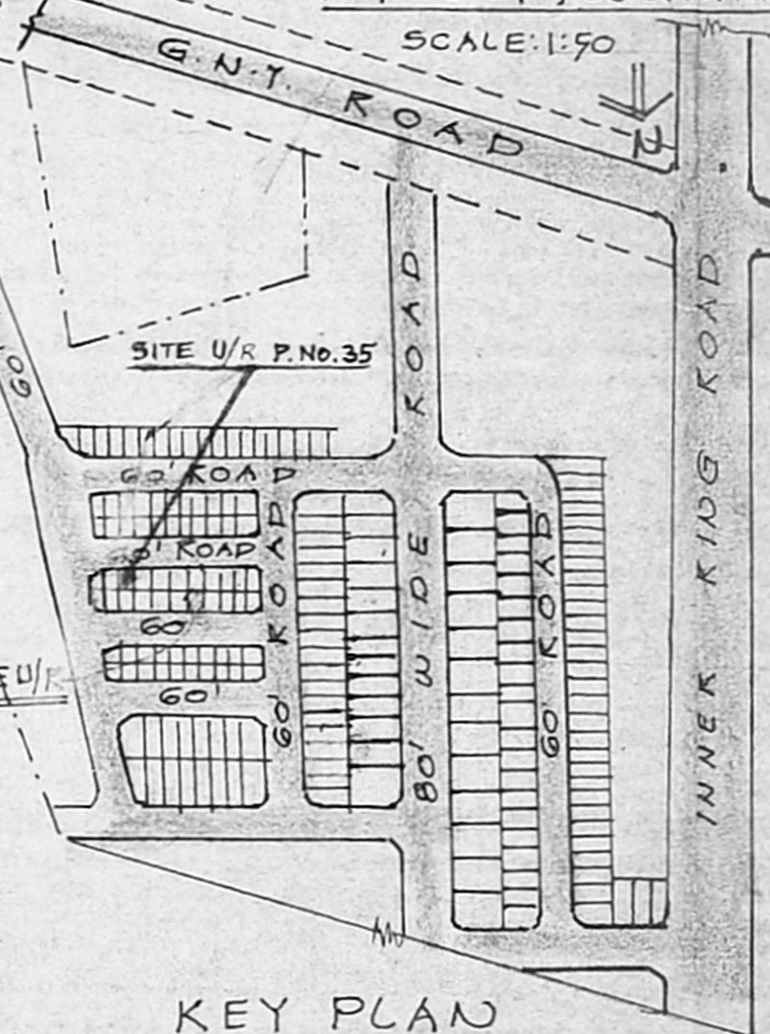 SCALE:1:50
G.N.T. ROAD
N
SITE U/R P.NO.35
60'
ROAD
60' ROAD
ROAD
60' ROAD
60
60'
80' WIDE
60' ROAD
INNER RING ROAD
U/R
KEY PLAN